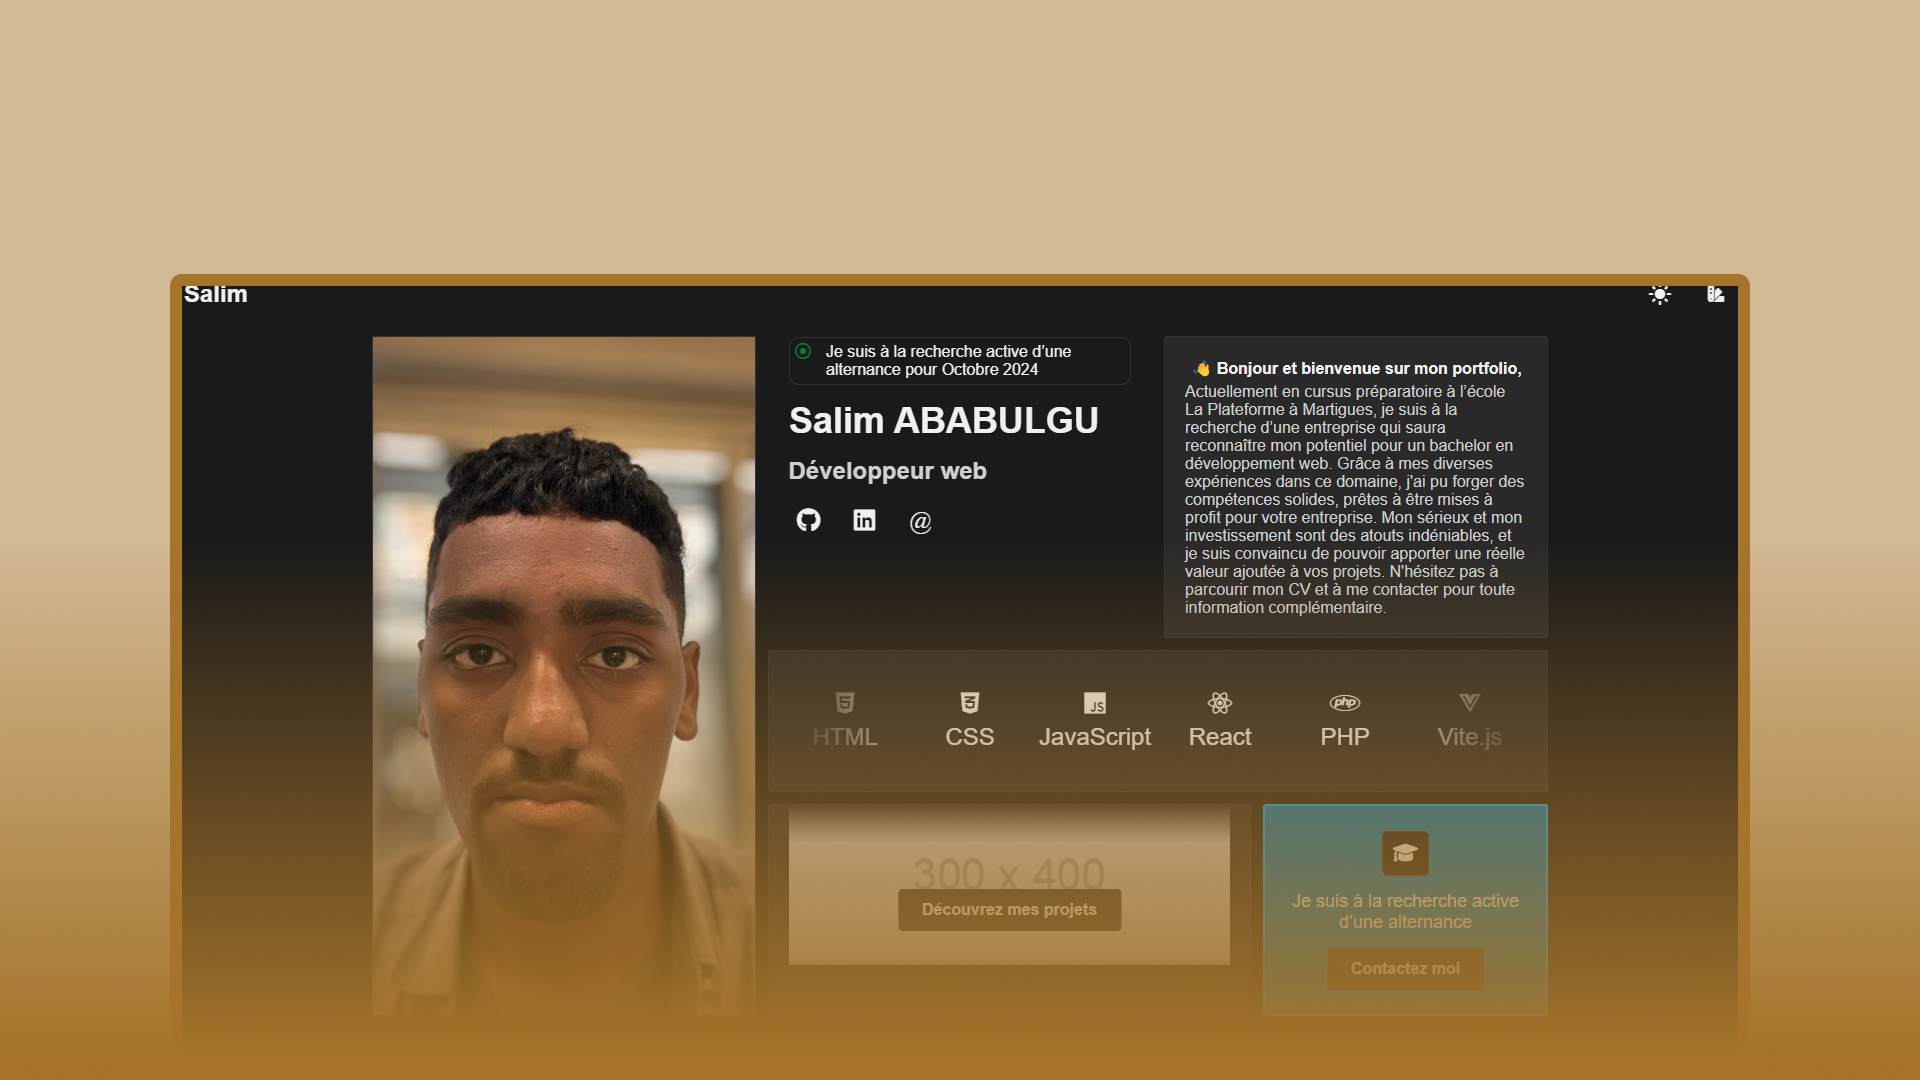 Salim
Je suis à la recherche active d’une
alternance pour Octobre 2024
Salim ABABULGU
Développeur web
@
👋 Bonjour et bienvenue sur mon portfolio,
Actuellement en cursus préparatoire à l’école
La Plateforme à Martigues, je suis à la
recherche d’une entreprise qui saura
reconnaître mon potentiel pour un bachelor en
développement web. Grâce à mes diverses
expériences dans ce domaine, j'ai pu forger des
compétences solides, prêtes à être mises à
profit pour votre entreprise. Mon sérieux et mon
investissement sont des atouts indéniables, et
je suis convaincu de pouvoir apporter une réelle
valeur ajoutée à vos projets. N'hésitez pas à
parcourir mon CV et à me contacter pour toute
information complémentaire.
HTML
CSS
JavaScript
React
PHP
Vite.js
300 x 400
Découvrez mes projets
Je suis à la recherche active
d’une alternance
Contactez moi